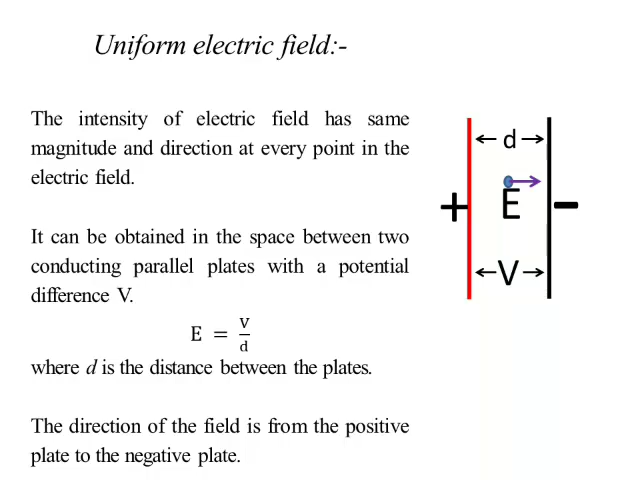 Uniform electric field:-
The intensity of electric field has same
magnitude and direction at every point in the
electric field.
It can be obtained in the space between two
conducting parallel plates with a potential
difference V.
E = V/d
where d is the distance between the plates.
The direction of the field is from the positive
plate to the negative plate.
d
+ E -
V